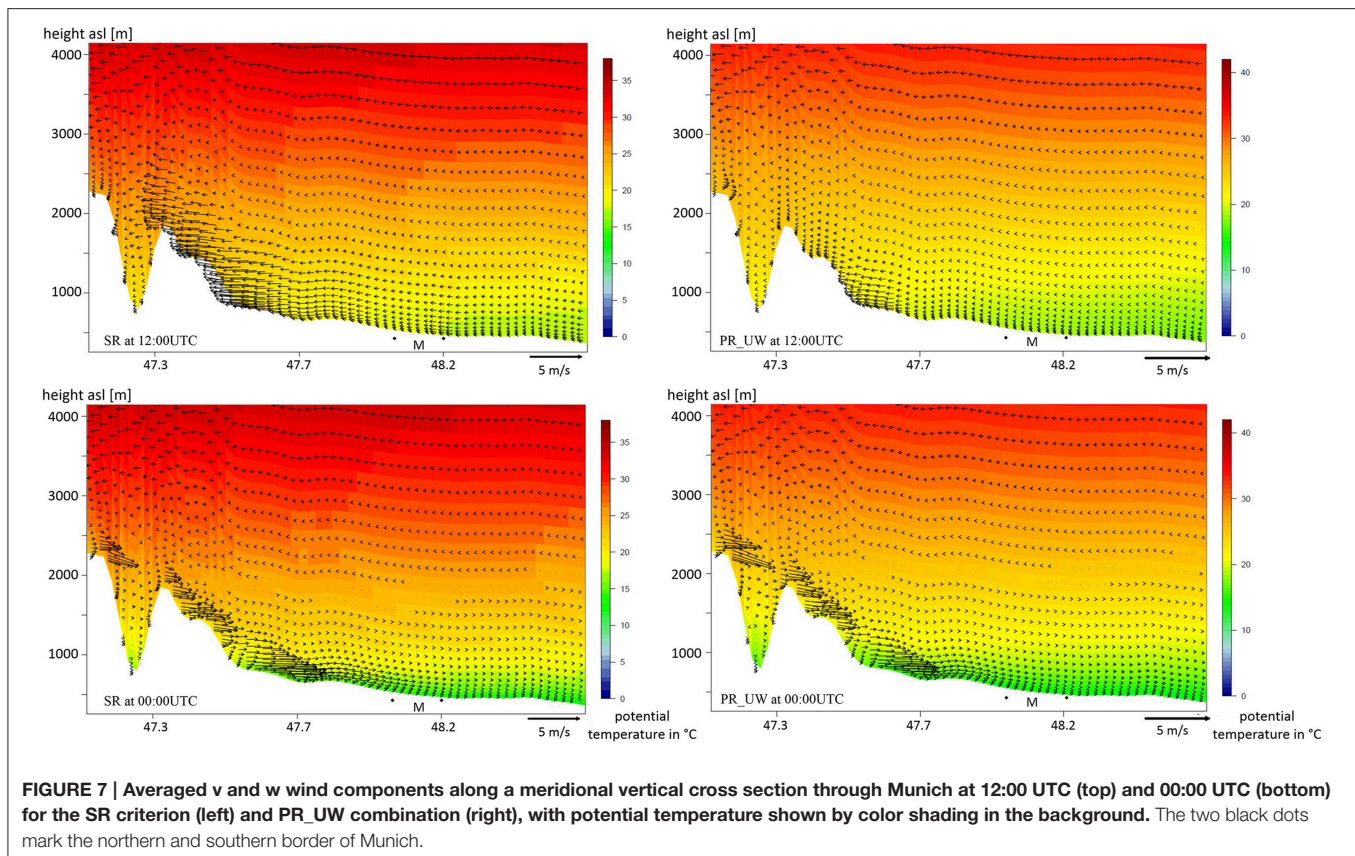 height asl [m]
4000
3000
2000
1000
SR at 12:00UTC
M
47.3
47.7
48.2
5 m/s
35
30
25
20
15
10
5
0
height asl [m]
4000
3000
2000
1000
PR_UW at 12:00UTC
M
47.3
47.7
48.2
5 m/s
40
30
20
10
0
height asl [m]
4000
3000
2000
1000
SR at 00:00UTC
M
47.3
47.7
48.2
5 m/s
35
30
25
20
15
10
5
0
potential
temperature in °C
height asl [m]
4000
3000
2000
1000
PR_UW at 00:00UTC
M
47.3
47.7
48.2
5 m/s
40
30
20
10
0
potential
temperature in °C
FIGURE 7 | Averaged v and w wind components along a meridional vertical cross section through Munich at 12:00 UTC (top) and 00:00 UTC (bottom)
for the SR criterion (left) and PR_UW combination (right), with potential temperature shown by color shading in the background. The two black dots
mark the northern and southern border of Munich.